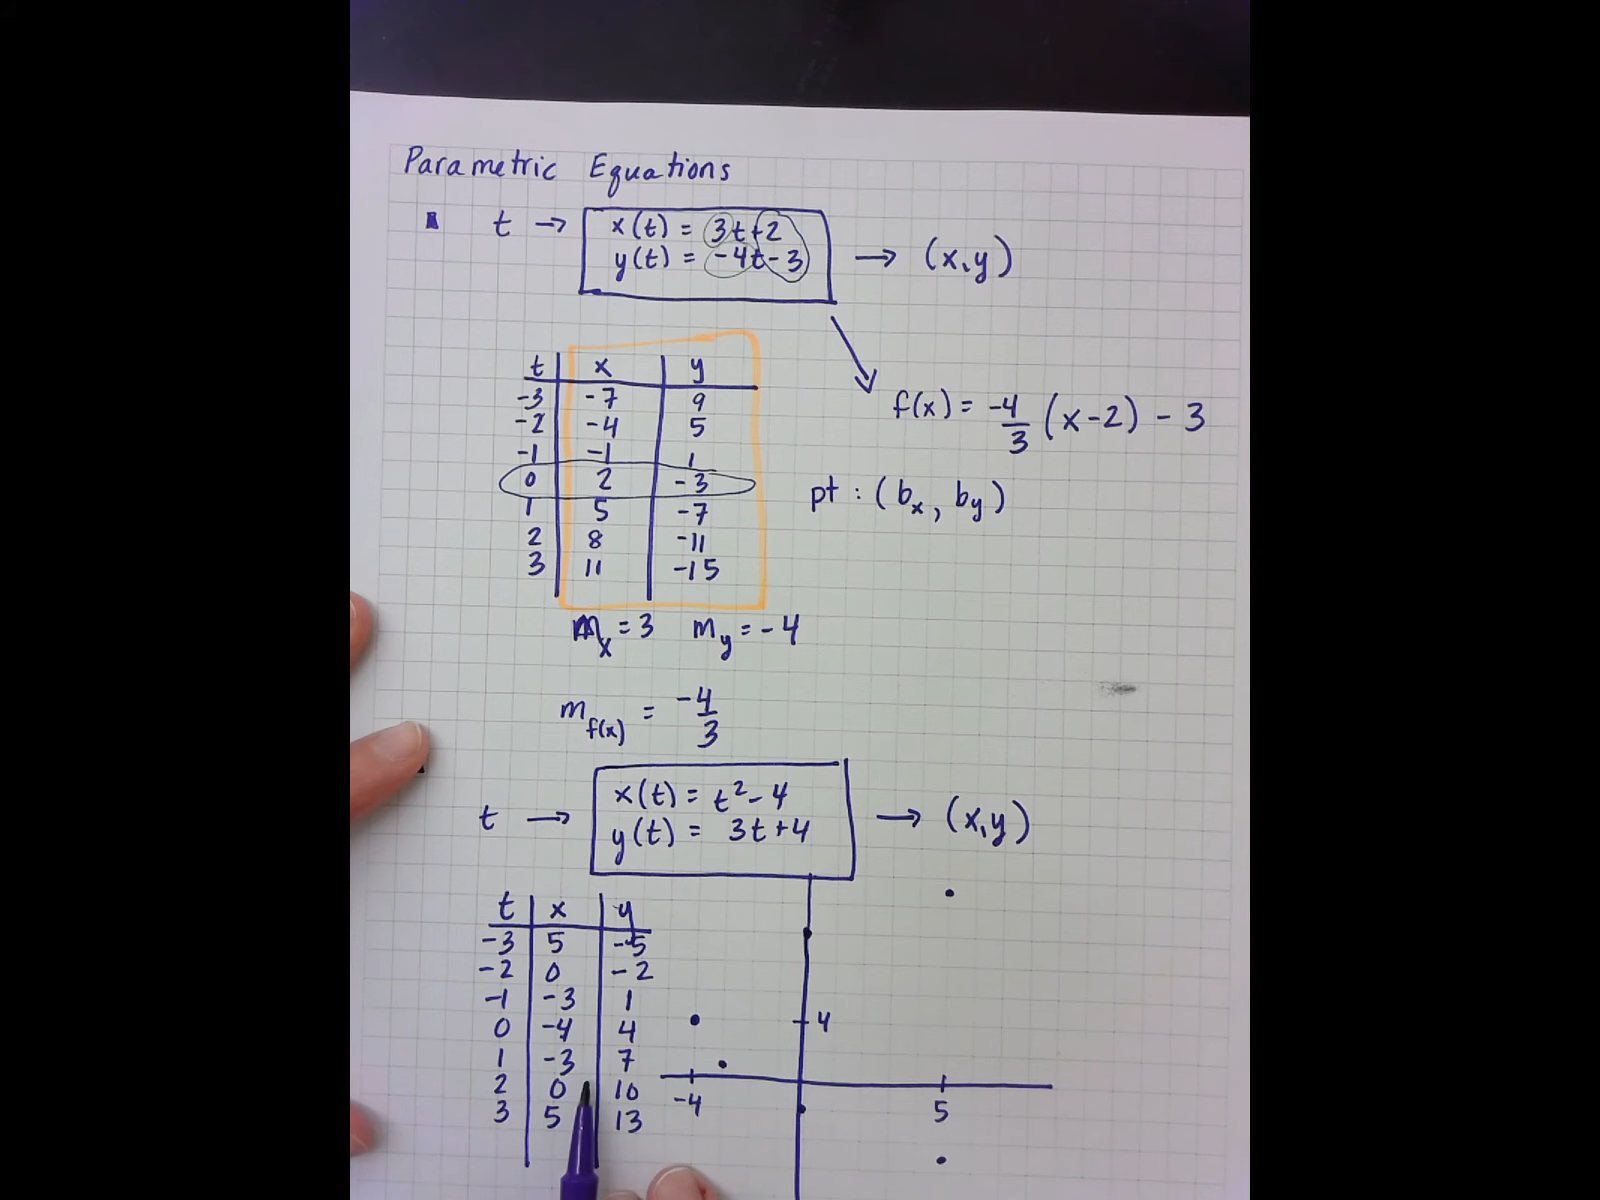 Parametric Equations
t → x(t) = 3t+2
y(t) = -4t-3 → (x,y)
t x y
-3 -7 9
-2 -4 5
-1 -1 1
0 2 -3
1 5 -7
2 8 -11
3 11 -15
f(x) = -4/3 (x-2) - 3
pt : (bx, by)
mx = 3 my = -4
mf(x) = -4/3
t → x(t) = t²-4
y(t) = 3t+4 → (x,y)
t x y
-3 5 -5
-2 0 -2
-1 -3 1
0 -4 4
1 -3 7
2 0 10
3 5 13
4
-4 5